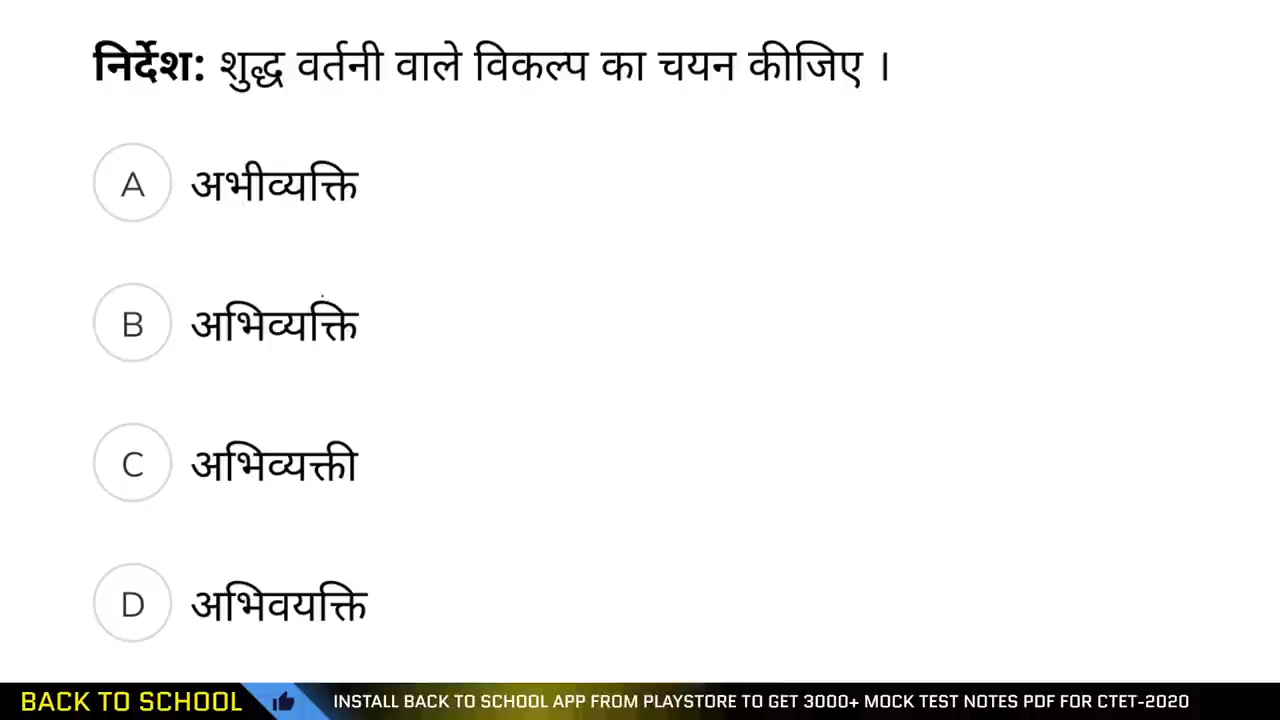 निर्देश: शुद्ध वर्तनी वाले विकल्प का चयन कीजिए ।
A अभीव्यक्ति
B अभिव्यक्ति
C अभिव्यक्ती
D अभिवयक्ति
BACK TO SCHOOL INSTALL BACK TO SCHOOL APP FROM PLAYSTORE TO GET 3000+ MOCK TEST NOTES PDF FOR CTET-2020